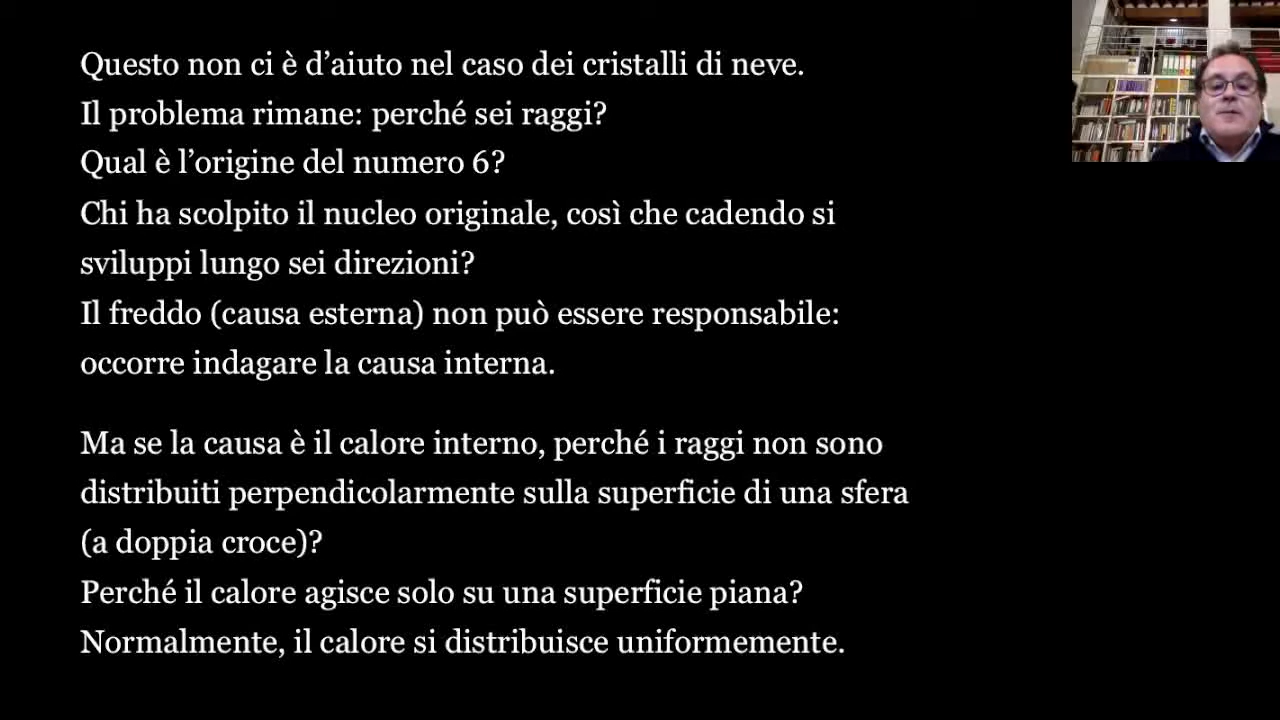 Questo non ci è d’aiuto nel caso dei cristalli di neve.
Il problema rimane: perché sei raggi?
Qual è l’origine del numero 6?
Chi ha scolpito il nucleo originale, così che cadendo si
sviluppi lungo sei direzioni?
Il freddo (causa esterna) non può essere responsabile:
occorre indagare la causa interna.
Ma se la causa è il calore interno, perché i raggi non sono
distribuiti perpendicolarmente sulla superficie di una sfera
(a doppia croce)?
Perché il calore agisce solo su una superficie piana?
Normalmente, il calore si distribuisce uniformemente.